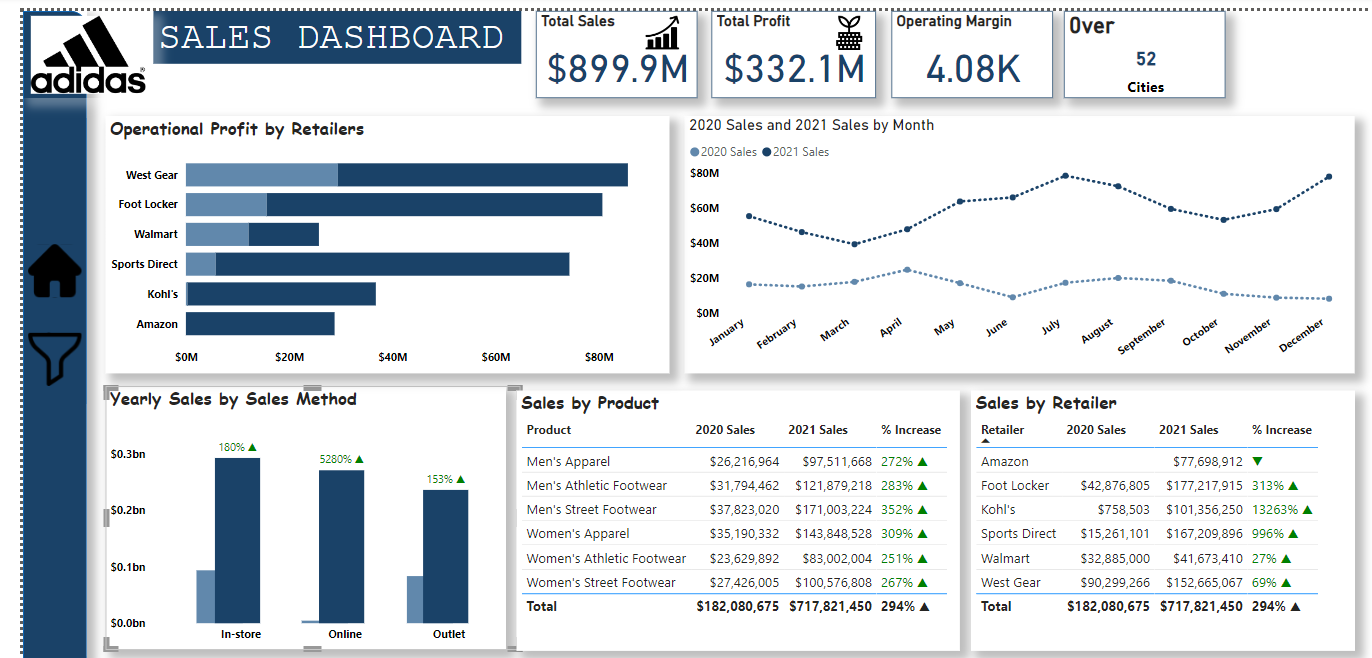 adidas
SALES DASHBOARD
Total Sales
$899.9M
Total Profit
$332.1M
Operating Margin
4.08K
Over
52
Cities
Operational Profit by Retailers
West Gear
Foot Locker
Walmart
Sports Direct
Kohl's
Amazon
$0M $20M $40M $60M $80M
2020 Sales and 2021 Sales by Month
2020 Sales 2021 Sales
$80M
$60M
$40M
$20M
$0M
January February March April May June July August September October November December
Yearly Sales by Sales Method
$0.3bn
$0.2bn
$0.1bn
$0.0bn
180% ▲ 5280% ▲ 153% ▲
In-store Online Outlet
Sales by Product
Product 2020 Sales 2021 Sales % Increase
Men's Apparel $26,216,964 $97,511,668 272% ▲
Men's Athletic Footwear $31,794,462 $121,879,218 283% ▲
Men's Street Footwear $37,823,020 $171,003,224 352% ▲
Women's Apparel $35,190,332 $143,848,528 309% ▲
Women's Athletic Footwear $23,629,892 $83,002,004 251% ▲
Women's Street Footwear $27,426,005 $100,576,808 267% ▲
Total $182,080,675 $717,821,450 294% ▲
Sales by Retailer
Retailer 2020 Sales 2021 Sales % Increase
Amazon $77,698,912 ▼
Foot Locker $42,876,805 $177,217,915 313% ▲
Kohl's $758,503 $101,356,250 13263% ▲
Sports Direct $15,261,101 $167,209,896 996% ▲
Walmart $32,885,000 $41,673,410 27% ▲
West Gear $90,299,266 $152,665,067 69% ▲
Total $182,080,675 $717,821,450 294% ▲